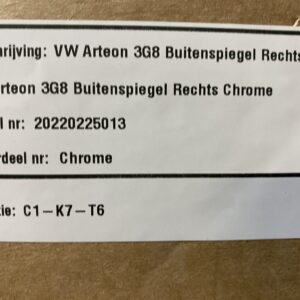 rijving: VW Arteon 3G8 Buitenspiegel Rechts
rteon 3G8 Buitenspiegel Rechts Chrome
l nr: 20220225013
rdeel nr: Chrome
ie: C1-K7-T6